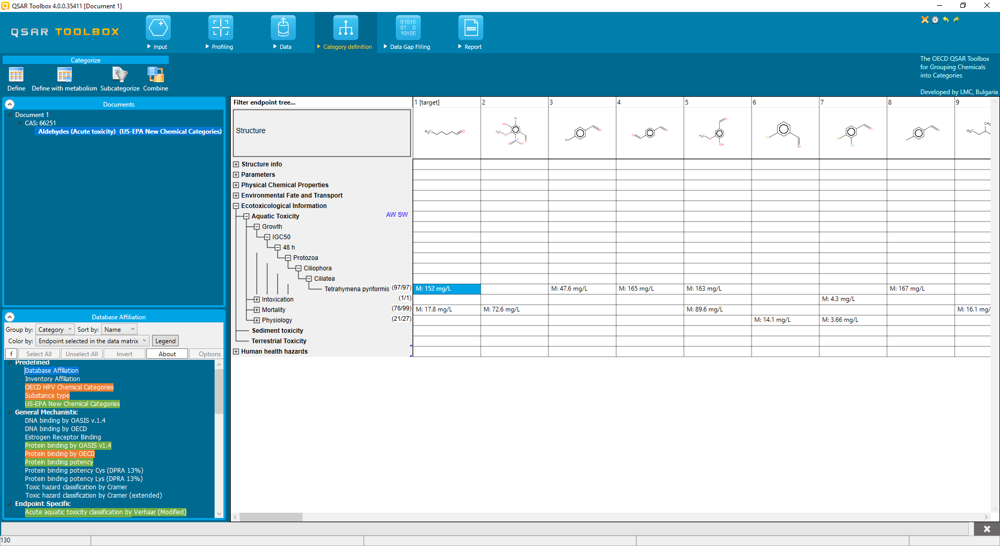 QSAR Toolbox 4.0.0.35411 [Document 1]
QSAR TOOLBOX
Input
Profiling
01010
01 0
10100
Data
Category definition
Data Gap Filling
Report
Categorize
Define
Define with metabolism
Subcategorize
Combine
The OECD QSAR Toolbox
for Grouping Chemicals
into Categories
Developed by LMC, Bulgaria
Documents
Document 1
CAS: 66251
Aldehydes (Acute toxicity) (US-EPA New Chemical Categories)
Database Affiliation
Group by: Category Sort by: Name
Color by: Endpoint selected in the data matrix Legend
f Select All Unselect All Invert About Options
Predefined
Database Affiliation
Inventory Affiliation
OECD HPV Chemical Categories
Substance type
US-EPA New Chemical Categories
General Mechanistic
DNA binding by OASIS v.1.4
DNA binding by OECD
Estrogen Receptor Binding
Protein binding by OASIS v1.4
Protein binding by OECD
Protein binding potency
Protein binding potency Cys (DPRA 13%)
Protein binding potency Lys (DPRA 13%)
Toxic hazard classification by Cramer
Toxic hazard classification by Cramer (extended)
Endpoint Specific
Acute aquatic toxicity classification by Verhaar (Modified)
Filter endpoint tree... 1 [target] 2 3 4 5 6 7 8 9
Structure
Structure info
Parameters
Physical Chemical Properties
Environmental Fate and Transport
Ecotoxicological Information
Aquatic Toxicity AW SW
Growth
IGC50
48 h
Protozoa
Ciliophora
Ciliatea
Tetrahymena pyriformis (97/97) M: 152 mg/L M: 47.6 mg/L M: 165 mg/L M: 163 mg/L M: 167 mg/L
Intoxication (1/1) M: 4.3 mg/L
Mortality (76/99) M: 17.8 mg/L M: 72.6 mg/L M: 89.6 mg/L M: 16.1 mg/
Physiology (21/27) M: 14.1 mg/L M: 3.66 mg/L
Sediment toxicity
Terrestrial Toxicity
Human health hazards
130